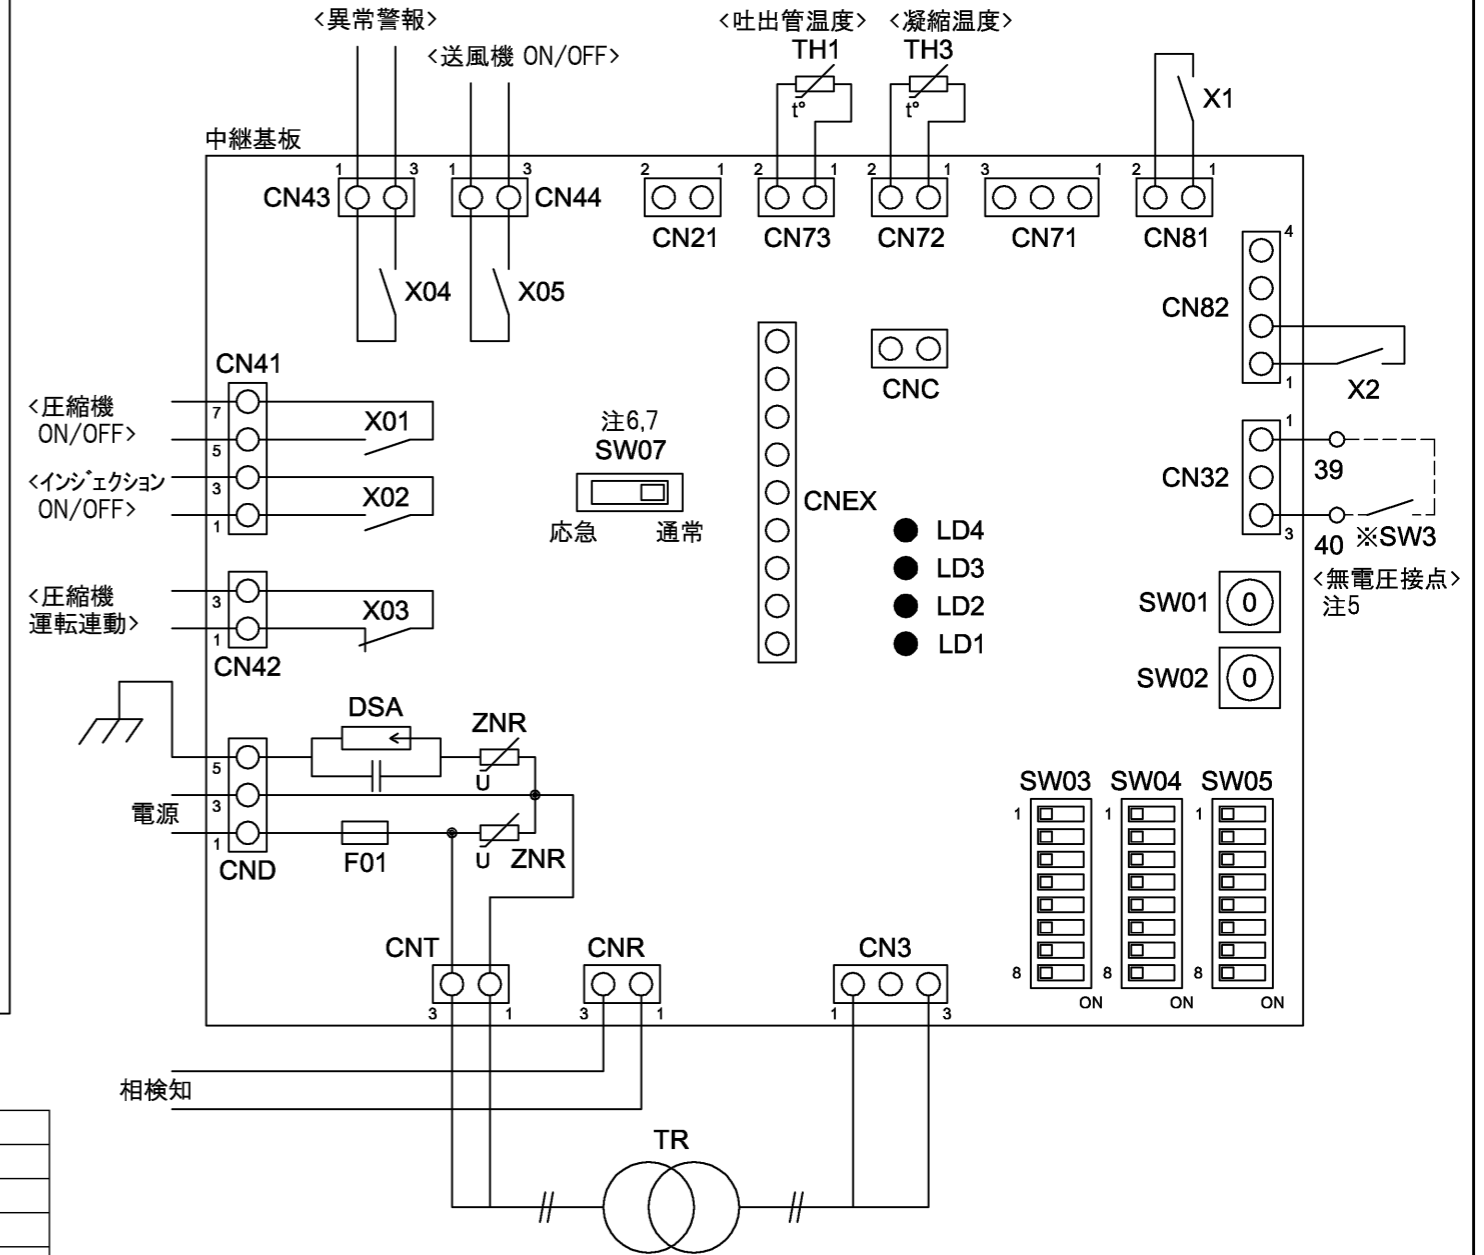 <異常警報>
<送風機 ON/OFF>
<吐出管温度>
TH1
t°
<凝縮温度>
TH3
t°
X1
中継基板
1 3
CN43
1 3
CN44
2 1
CN21
2 1
CN73
2 1
CN72
3 1
CN71
2 1
CN81
X04
X05
4
CN82
1
X2
CN41
<圧縮機
ON/OFF>
7
5
X01
<インジェクション
ON/OFF>
3
1
X02
注6,7
SW07
応急 通常
CNEX
CNC
LD4
LD3
LD2
LD1
1
CN32
3
39
40 ※SW3
<無電圧接点>
注5
<圧縮機
運転連動>
3
1
X03
CN42
SW01 0
SW02 0
DSA
ZNR
U
5
電源
3
1
CND
F01
U ZNR
SW03 SW04 SW05
1 1 1
8 8 8
ON ON ON
CNT
3 1
CNR
3 1
CN3
1 3
相検知
TR